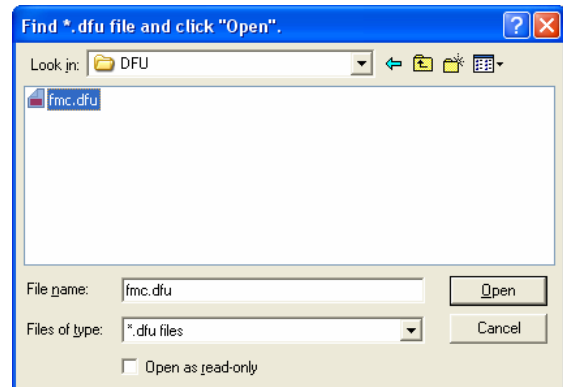 Find *.dfu file and click "Open".
Look in: DFU
fmc.dfu
File name: fmc.dfu Open
Files of type: *.dfu files Cancel
Open as read-only